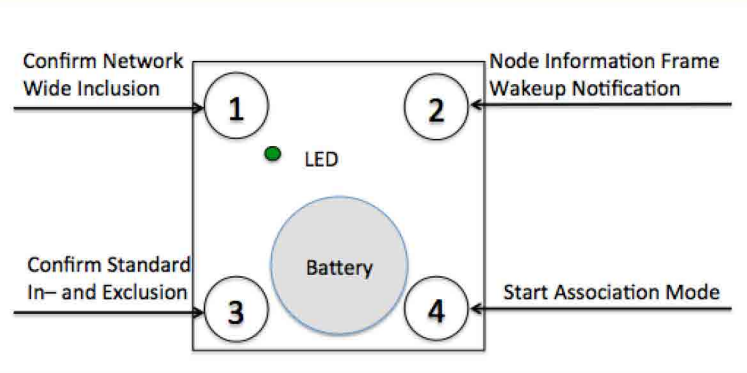 Confirm Network
Wide Inclusion
1
2
Node Information Frame
Wakeup Notification
LED
Battery
Confirm Standard
In– and Exclusion
3
4
Start Association Mode